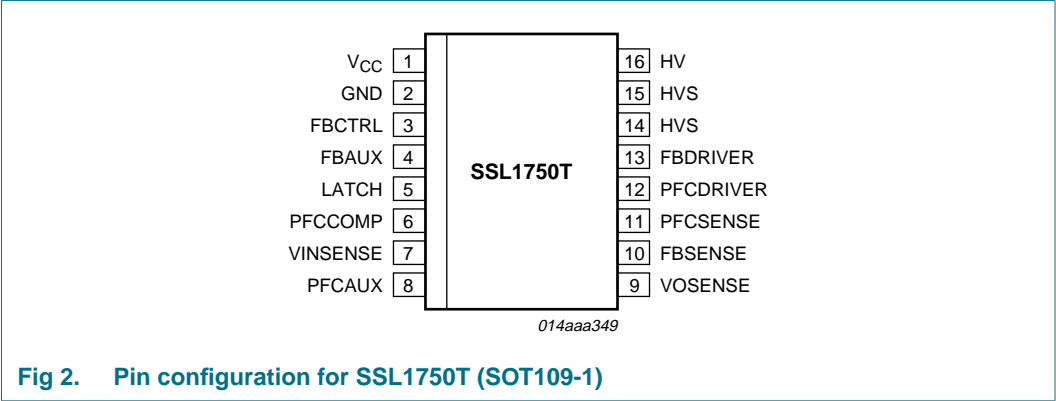 V_CC 1
GND 2
FBCTRL 3
FBAUX 4
LATCH 5
PFCCOMP 6
VINSENSE 7
PFCAUX 8
SSL1750T
16 HV
15 HVS
14 HVS
13 FBDRIVER
12 PFCDRIVER
11 PFCSENSE
10 FBSENSE
9 VOSENSE
014aaa349
Fig 2. Pin configuration for SSL1750T (SOT109-1)